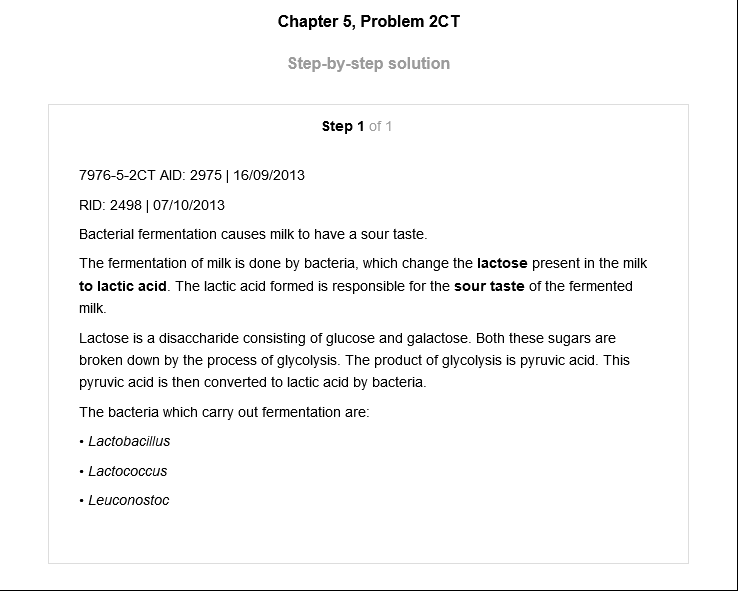 Chapter 5, Problem 2CT
Step-by-step solution
Step 1 of 1
7976-5-2CT AID: 2975 | 16/09/2013
RID: 2498 | 07/10/2013
Bacterial fermentation causes milk to have a sour taste.
The fermentation of milk is done by bacteria, which change the lactose present in the milk
to lactic acid. The lactic acid formed is responsible for the sour taste of the fermented
milk.
Lactose is a disaccharide consisting of glucose and galactose. Both these sugars are
broken down by the process of glycolysis. The product of glycolysis is pyruvic acid. This
pyruvic acid is then converted to lactic acid by bacteria.
The bacteria which carry out fermentation are:
• Lactobacillus
• Lactococcus
• Leuconostoc